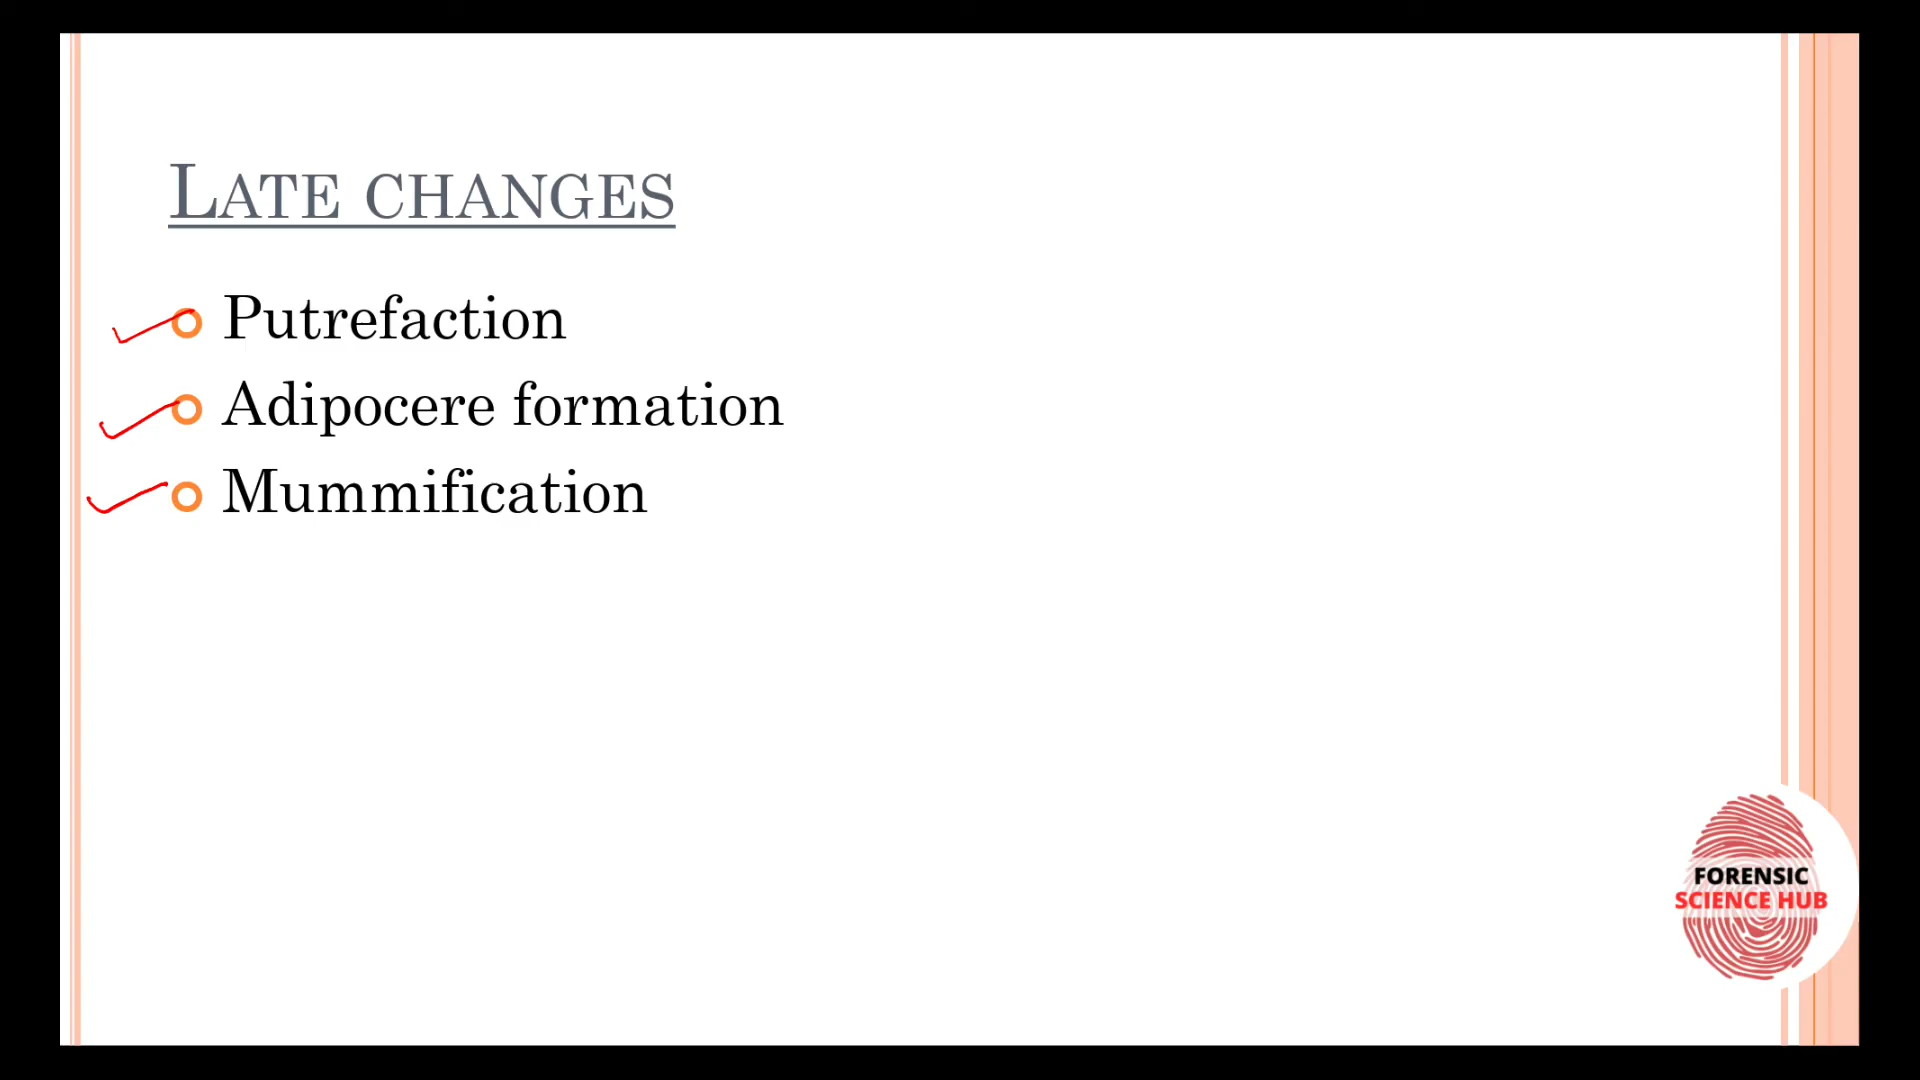 LATE CHANGES
Putrefaction
Adipocere formation
Mummification
FORENSIC
SCIENCE HUB